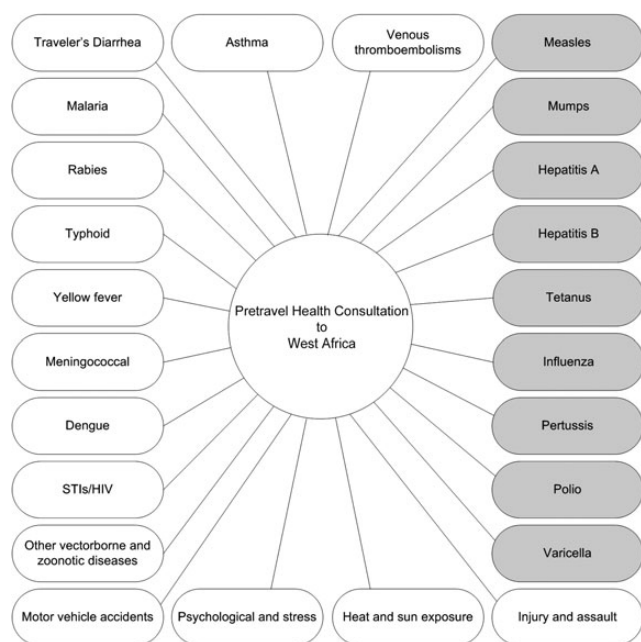 Traveler's Diarrhea
Asthma
Venous
thromboembolisms
Measles
Malaria
Mumps
Rabies
Hepatitis A
Typhoid
Hepatitis B
Yellow fever
Pretravel Health Consultation
to
West Africa
Tetanus
Meningococcal
Influenza
Dengue
Pertussis
STIs/HIV
Polio
Other vectorborne and
zoonotic diseases
Varicella
Motor vehicle accidents
Psychological and stress
Heat and sun exposure
Injury and assault